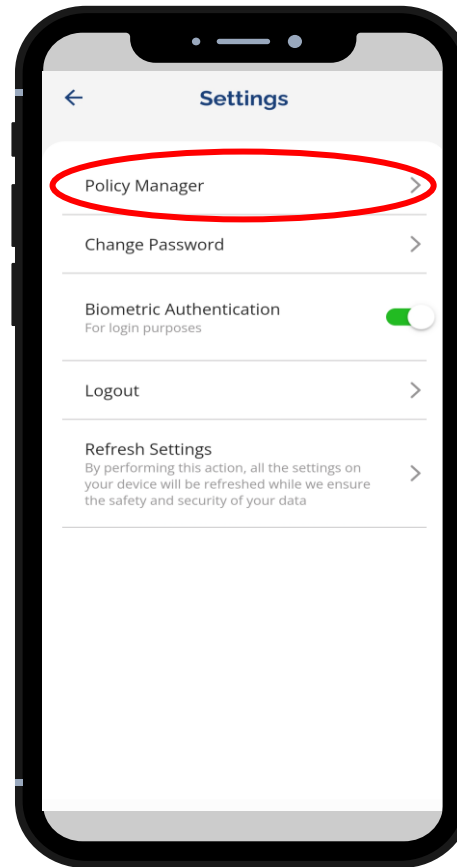 Settings
Policy Manager
Change Password
Biometric Authentication
For login purposes
Logout
Refresh Settings
By performing this action, all the settings on
your device will be refreshed while we ensure
the safety and security of your data